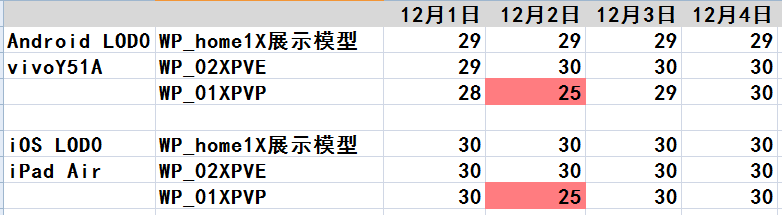 12月1日 12月2日 12月3日 12月4日
Android LODO WP_home1X展示模型 29 29 29 29
vivoY51A WP_02XPVE 29 30 30 30
WP_01XPVP 28 25 29 30
iOS LODO WP_home1X展示模型 30 30 30 30
iPad Air WP_02XPVE 30 30 30 30
WP_01XPVP 30 25 30 30